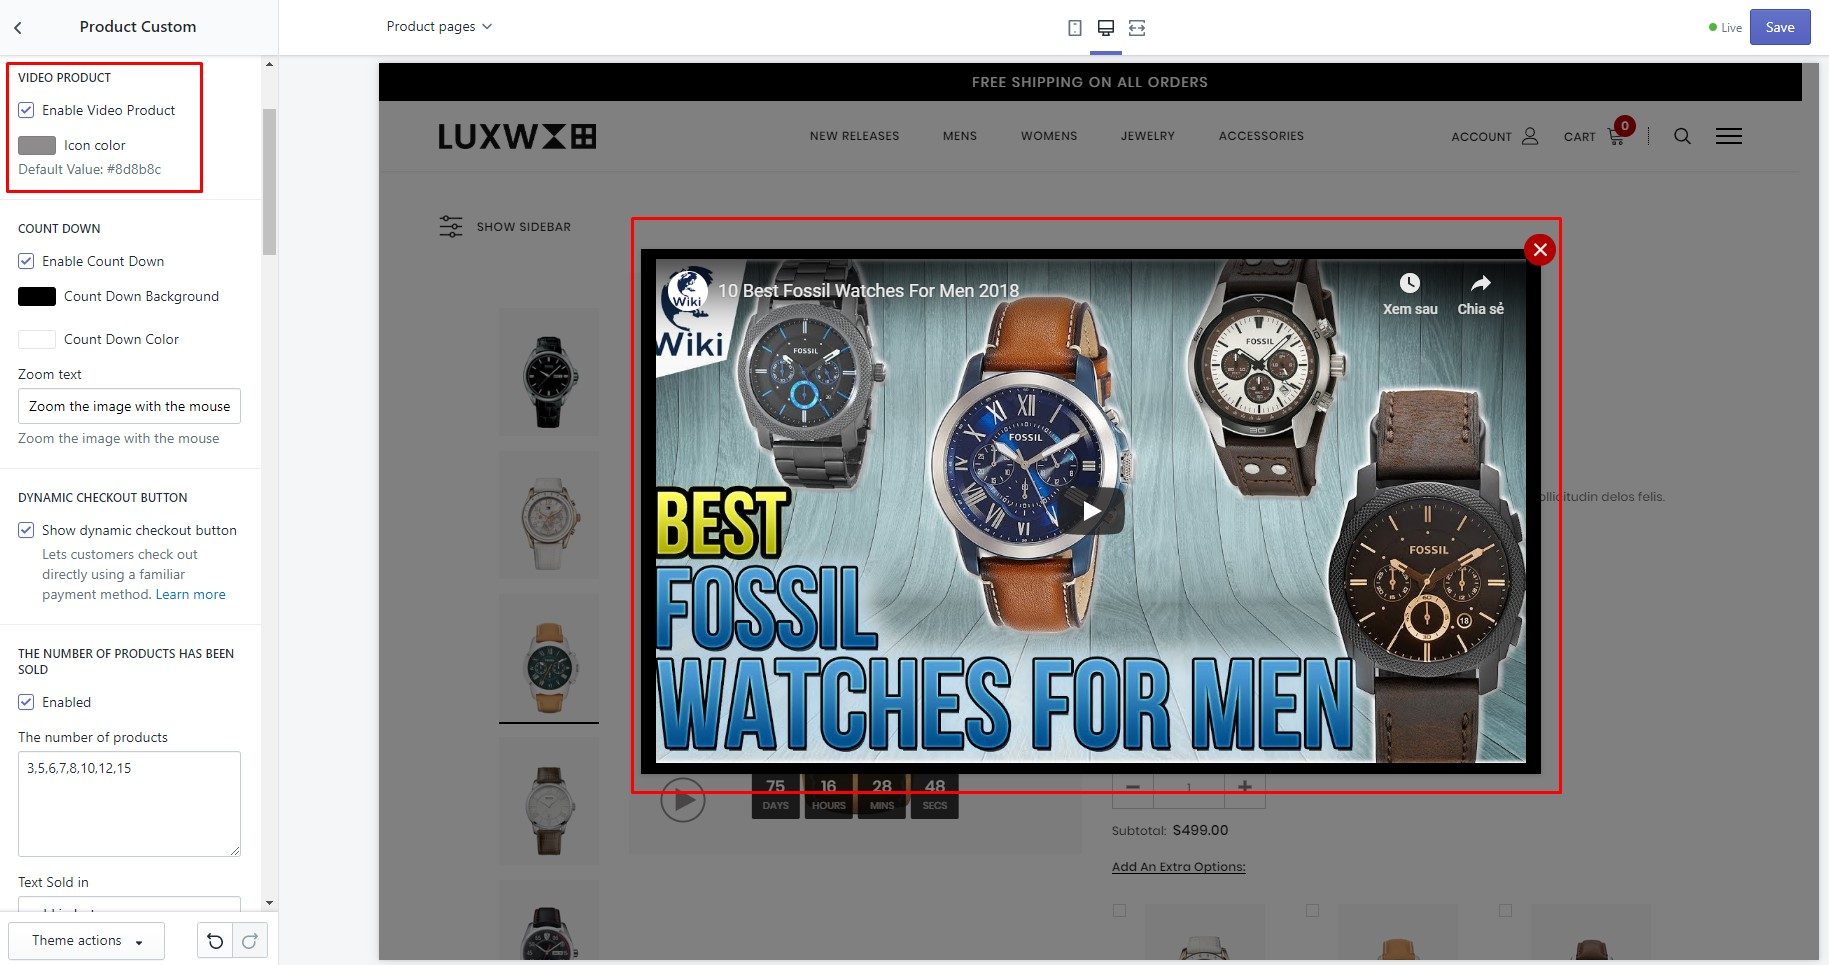 Product Custom
Product pages
Live
Save
VIDEO PRODUCT
Enable Video Product
Icon color
Default Value: #8d8b8c
COUNT DOWN
Enable Count Down
Count Down Background
Count Down Color
Zoom text
Zoom the image with the mouse
Zoom the image with the mouse
DYNAMIC CHECKOUT BUTTON
Show dynamic checkout button
Lets customers check out
directly using a familiar
payment method. Learn more
THE NUMBER OF PRODUCTS HAS BEEN
SOLD
Enabled
The number of products
3,5,6,7,8,10,12,15
Text Sold in
Theme actions
FREE SHIPPING ON ALL ORDERS
LUXW
NEW RELEASES MENS WOMENS JEWELRY ACCESSORIES
ACCOUNT CART 0
SHOW SIDEBAR
Wiki
10 Best Fossil Watches For Men 2018
Xem sau
Chia sẻ
Wiki
FOSSIL
FOSSIL
FOSSIL
FOSSIL
18
BEST
FOSSIL
WATCHES FOR MEN
delos felis.
75 16 28 48
DAYS HOURS MINS SECS
1
Subtotal: $499.00
Add An Extra Options: